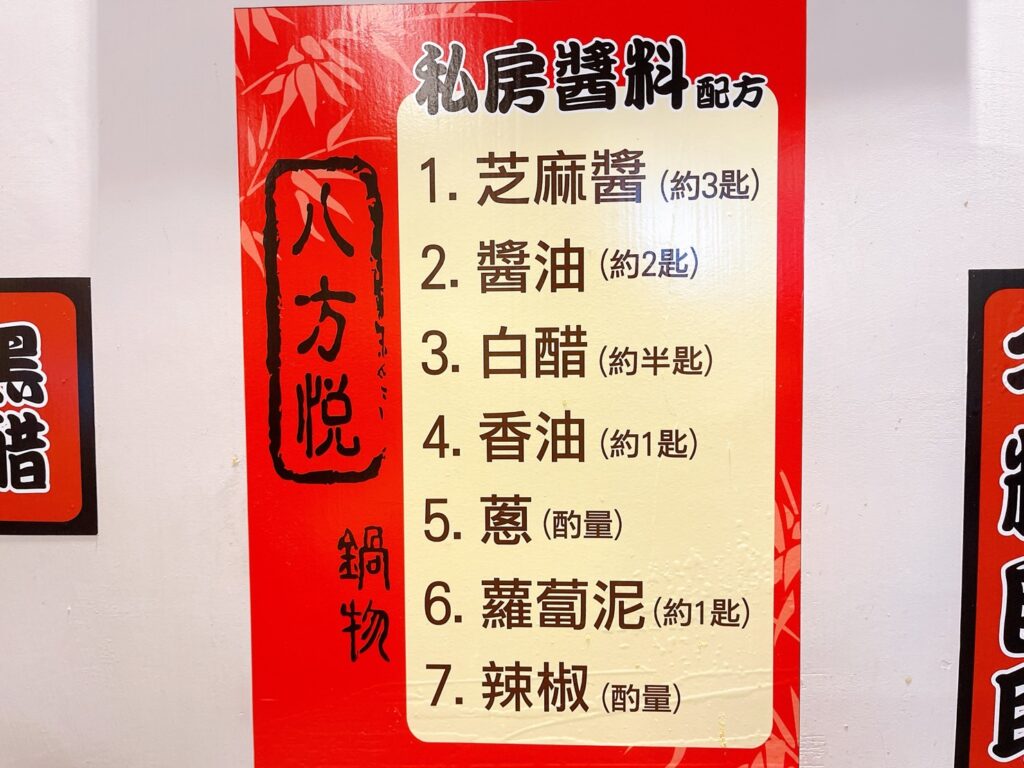 私房醬料配方
1. 芝麻醬 (約3匙)
2. 醬油 (約2匙)
3. 白醋 (約半匙)
4. 香油 (約1匙)
5. 蔥 (酌量)
6. 蘿蔔泥 (約1匙)
7. 辣椒 (酌量)
八方悅
鍋物
黑醋